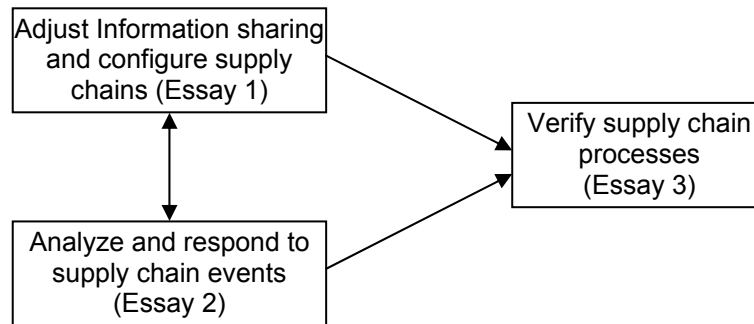 Adjust Information sharing
and configure supply
chains (Essay 1)
Verify supply chain
processes
(Essay 3)
Analyze and respond to
supply chain events
(Essay 2)